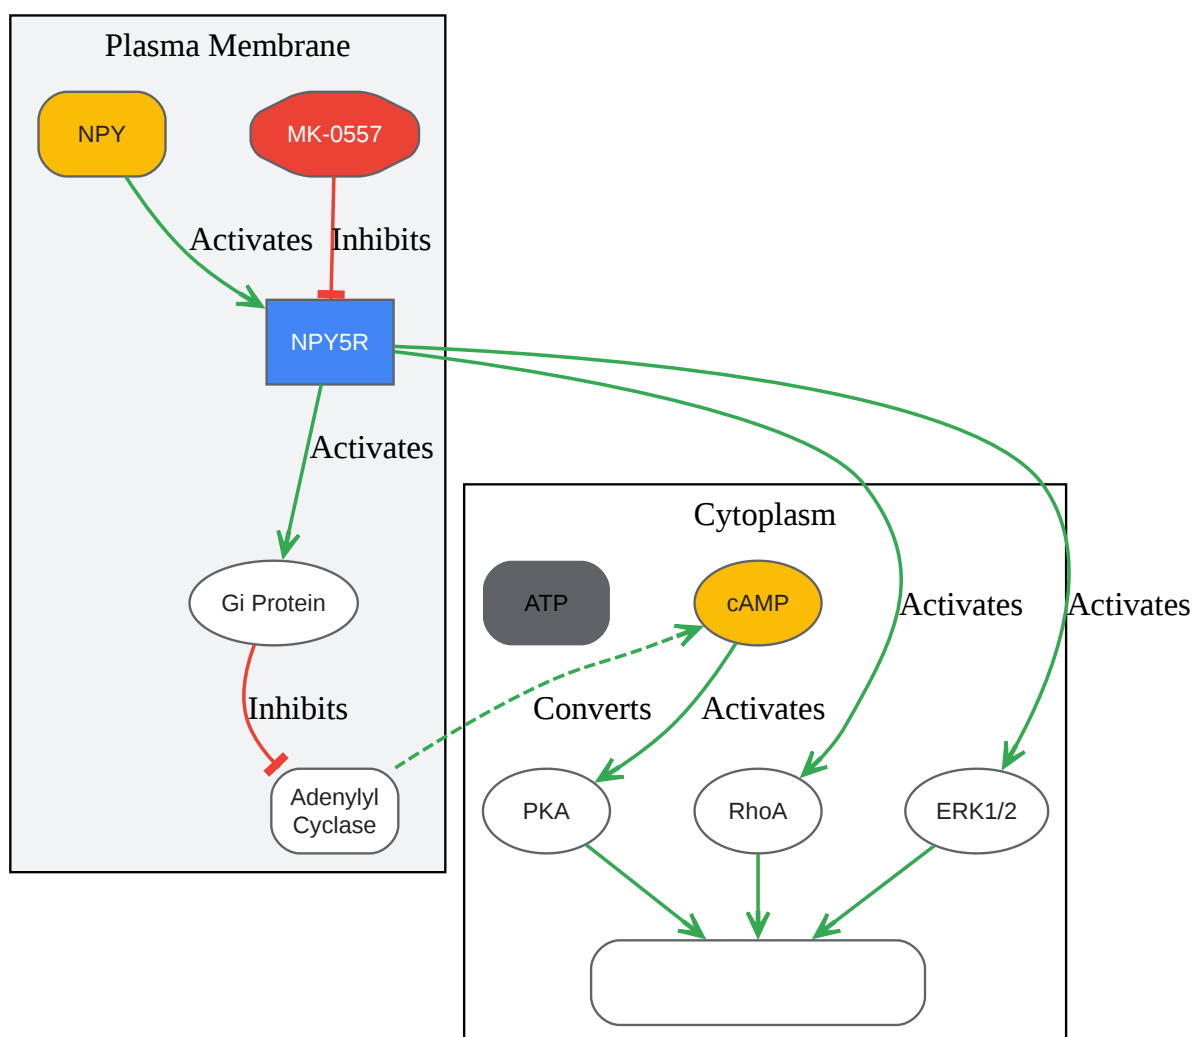 Plasma Membrane
NPY
MK-0557
Activates
Inhibits
NPY5R
Activates
Cytoplasm
Gi Protein
ATP
cAMP
Activates
Activates
Inhibits
Converts
Activates
Adenylyl
Cyclase
PKA
RhoA
ERK1/2